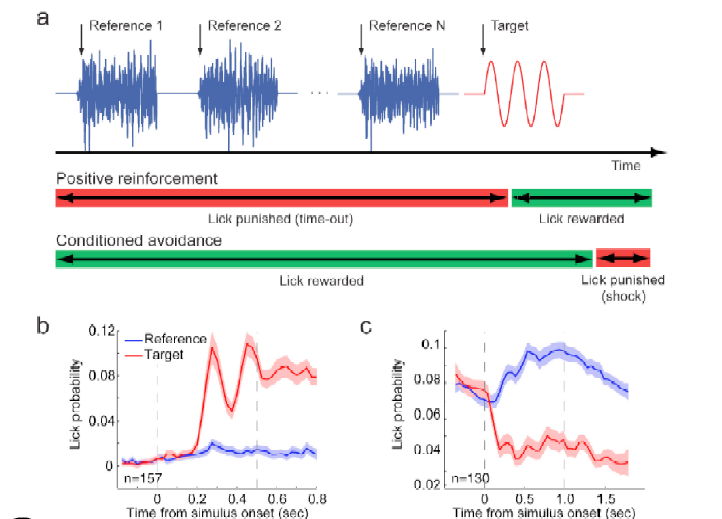 a
Reference 1
Reference 2
Reference N
Target
. . .
Time
Positive reinforcement
Lick punished (time-out)
Lick rewarded
Conditioned avoidance
Lick rewarded
Lick punished
(shock)
b
Reference
Target
Lick probability
0.12
0.08
0.04
0
n=157
0
0.2
0.4
0.6
0.8
Time from simulus onset (sec)
c
Lick probability
0.1
0.08
0.06
0.04
0.02
n=130
0
0.5
1.0
1.5
Time from simulus onset (sec)